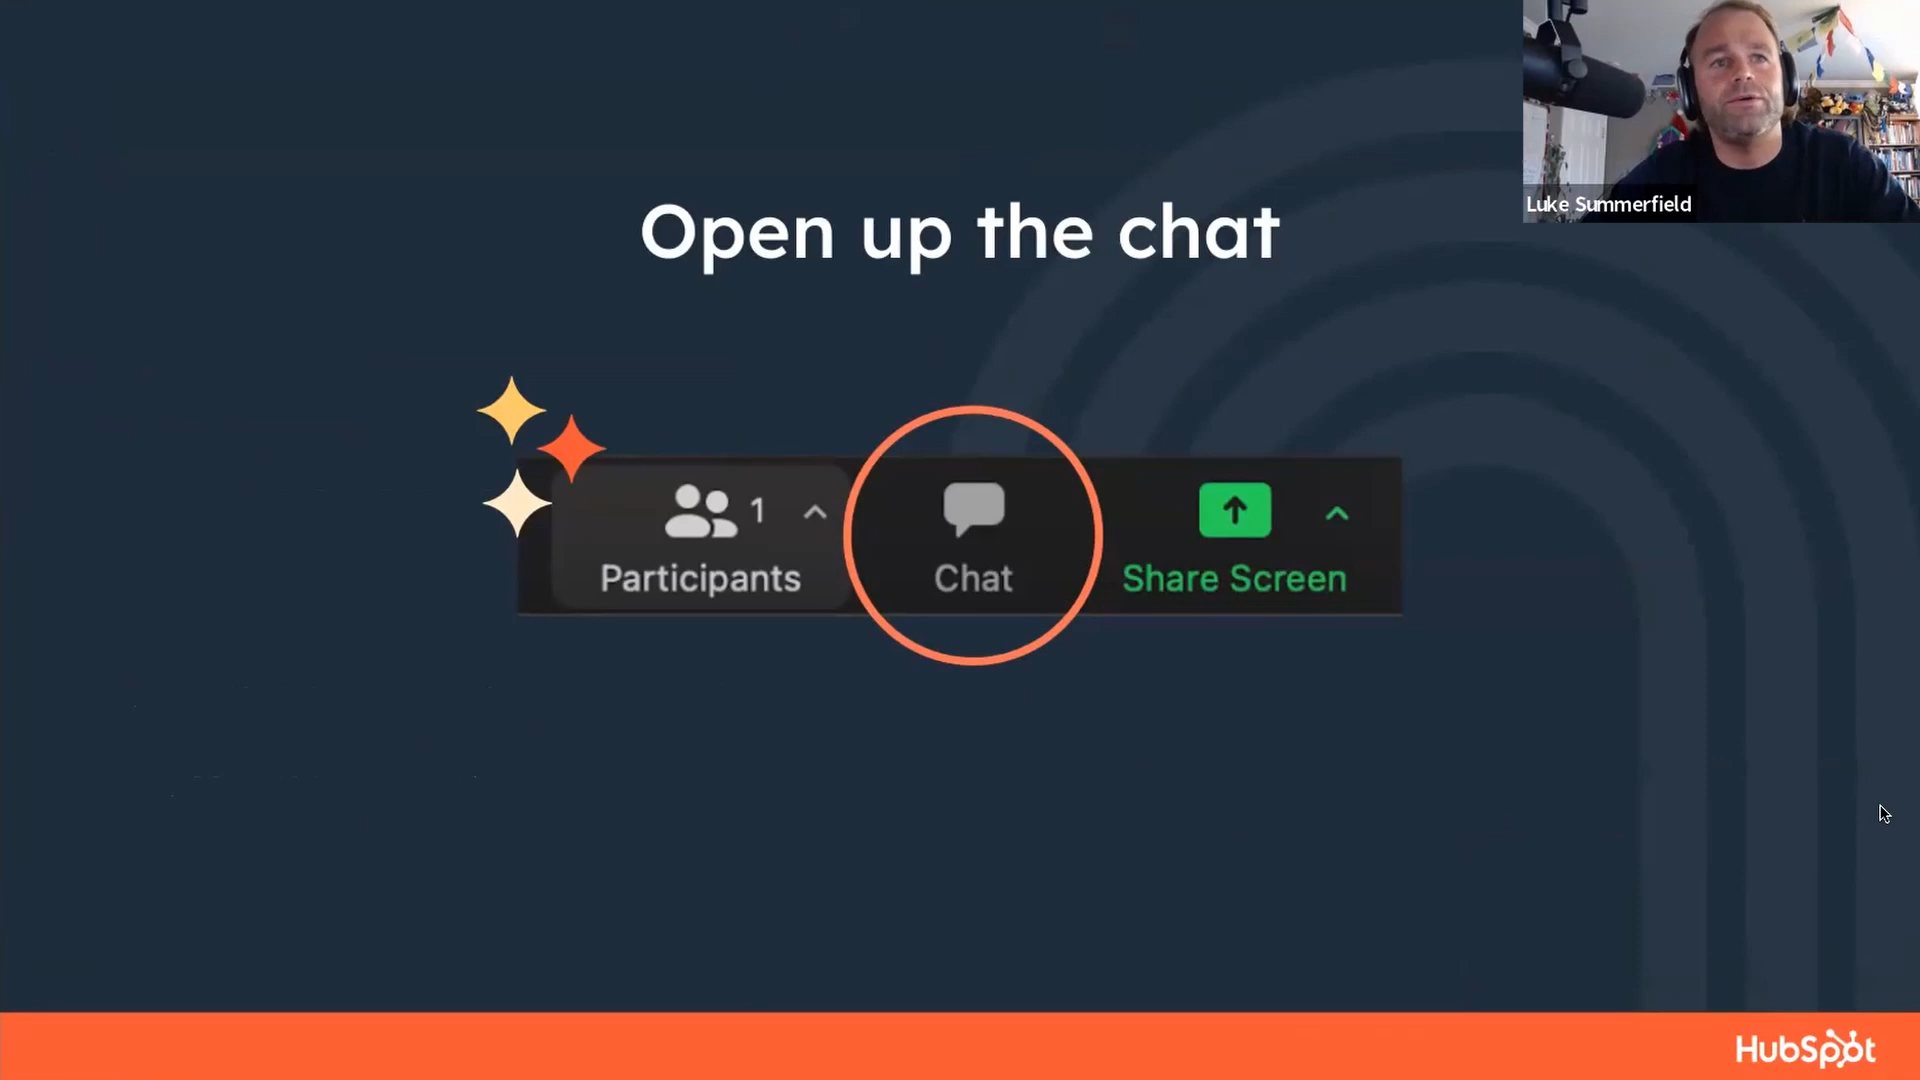 Luke Summerfield
Open up the chat
1
Participants
Chat
Share Screen
HubSpot